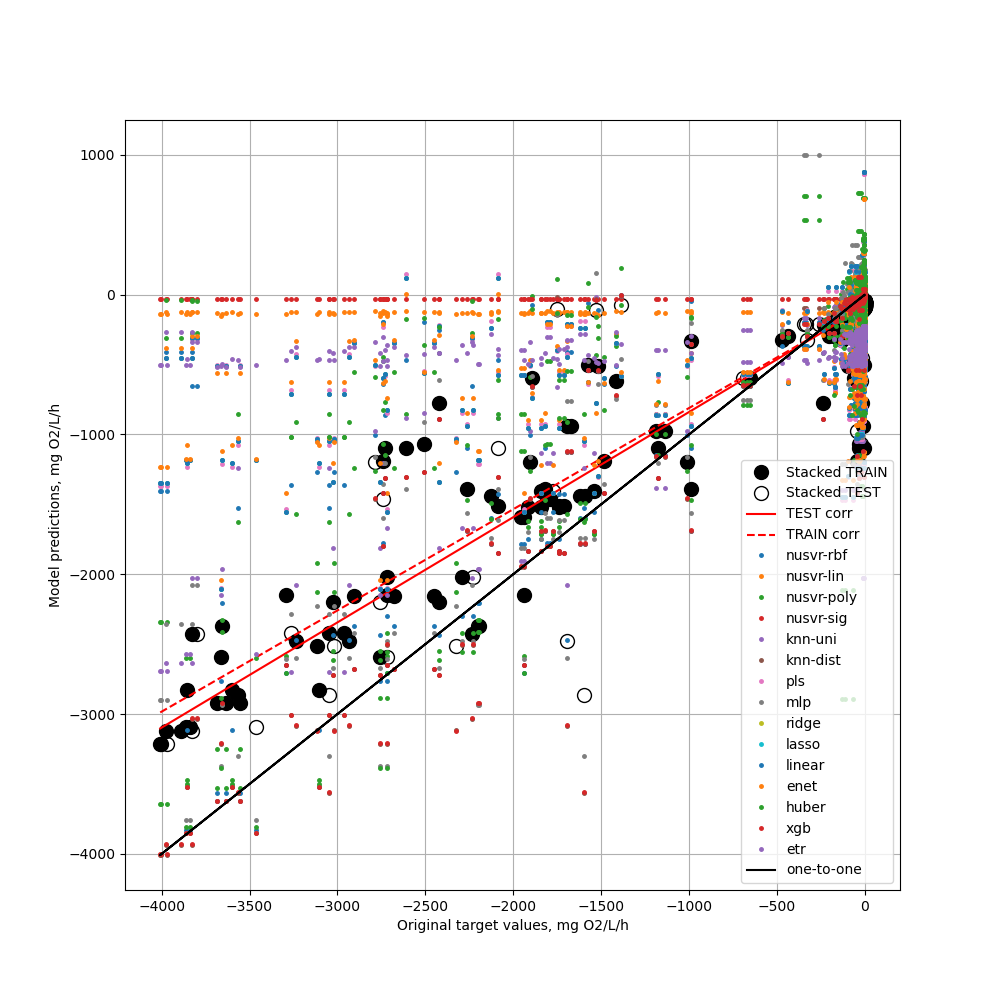 1000
0
−1000
−2000
−3000
−4000
Model predictions, mg O2/L/h
−4000 −3500 −3000 −2500 −2000 −1500 −1000 −500 0
Original target values, mg O2/L/h
Stacked TRAIN
Stacked TEST
TEST corr
TRAIN corr
nusvr-rbf
nusvr-lin
nusvr-poly
nusvr-sig
knn-uni
knn-dist
pls
mlp
ridge
lasso
linear
enet
huber
xgb
etr
one-to-one